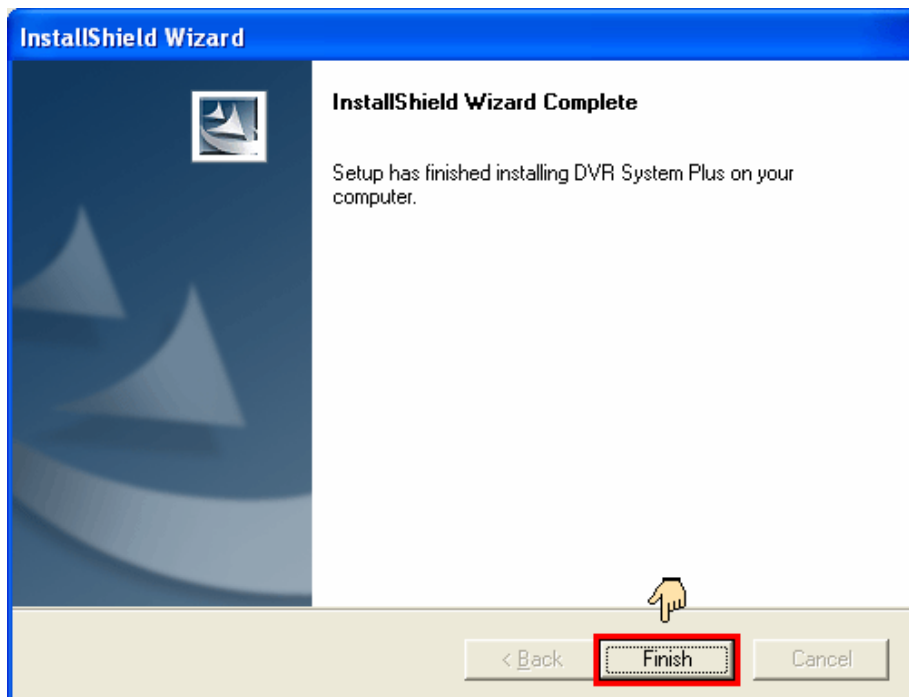 InstallShield Wizard
InstallShield Wizard Complete
Setup has finished installing DVR System Plus on your
computer.
< Back
Finish
Cancel